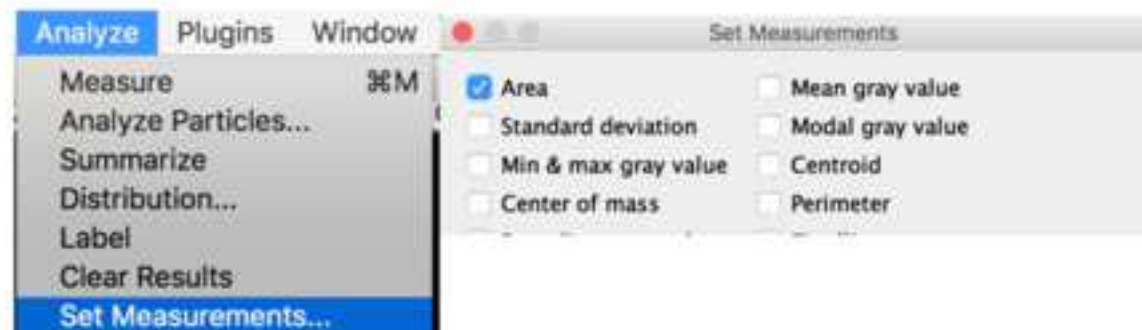 Analyze Plugins Window
Measure ⌘M
Analyze Particles...
Summarize
Distribution...
Label
Clear Results
Set Measurements...
Set Measurements
Area Mean gray value
Standard deviation Modal gray value
Min & max gray value Centroid
Center of mass Perimeter